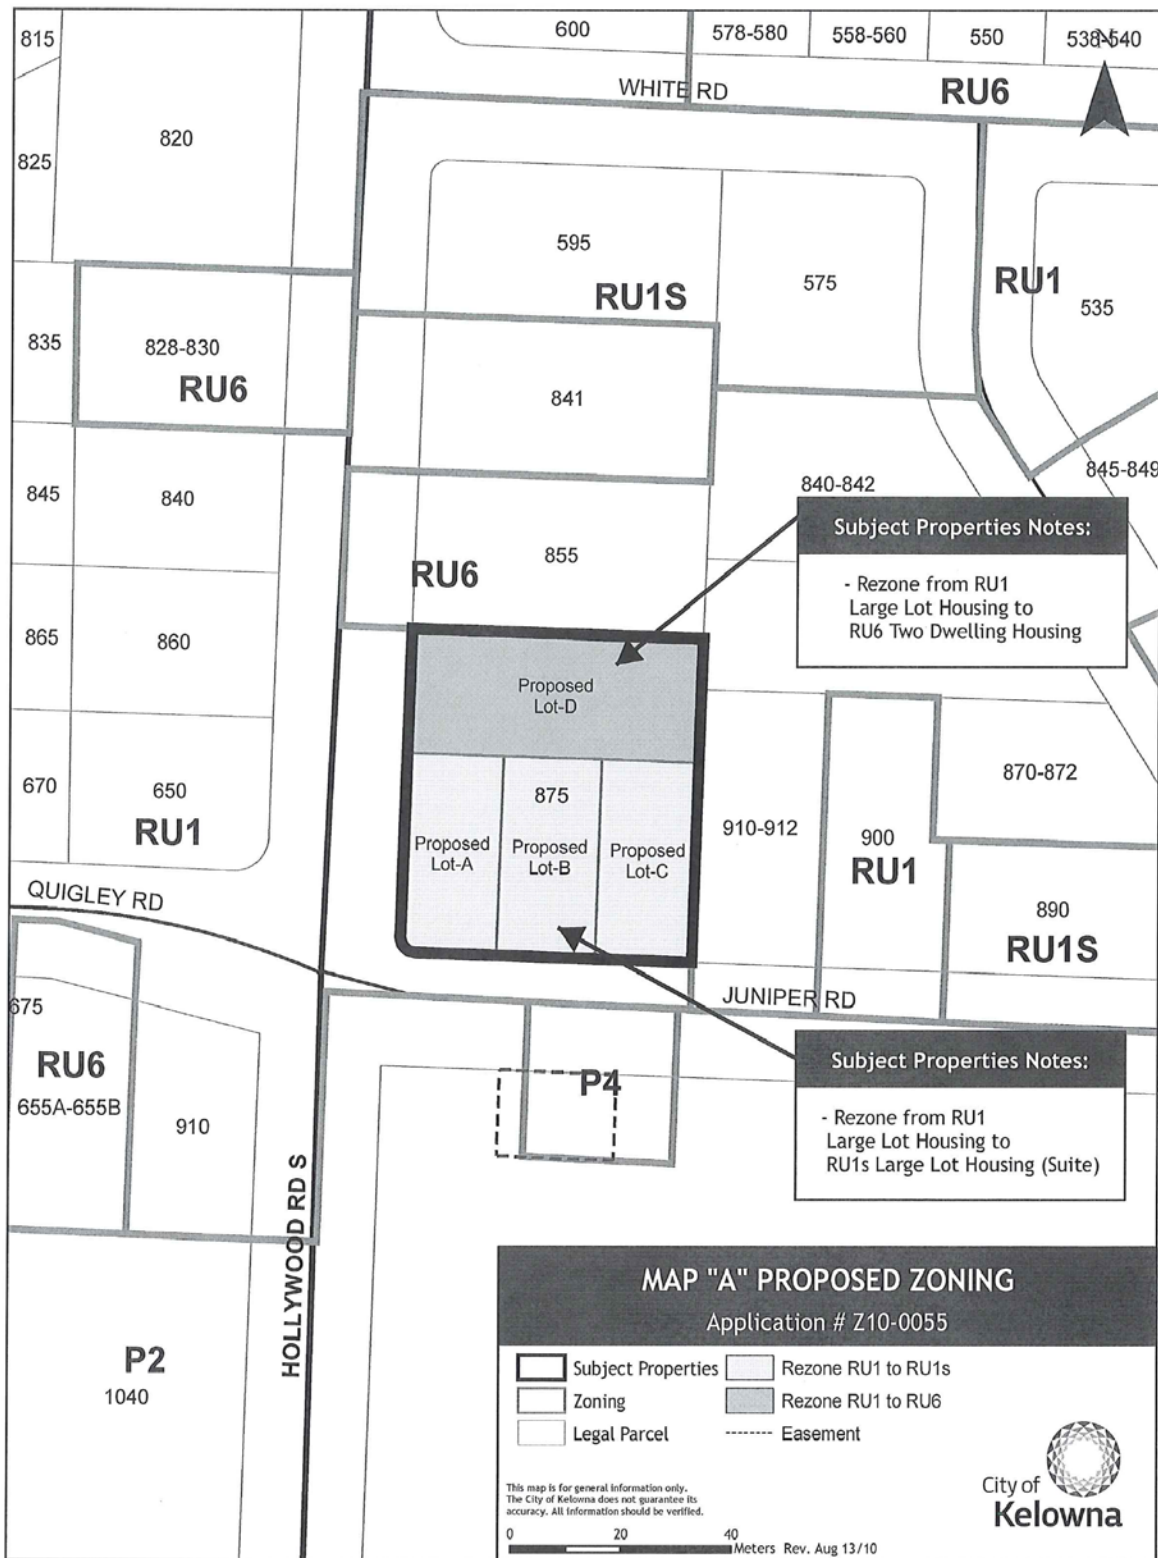 815
600
578-580
558-560
550
538-540
N
WHITE RD
RU6
820
825
595
575
RU1S
RU1
535
835
828-830
RU6
841
845
840
840-842
845-849
Subject Properties Notes:
- Rezone from RU1
Large Lot Housing to
RU6 Two Dwelling Housing
RU6
855
865
860
Proposed
Lot-D
670
650
RU1
875
Proposed
Lot-A
Proposed
Lot-B
Proposed
Lot-C
910-912
900
RU1
870-872
890
RU1S
QUIGLEY RD
JUNIPER RD
675
RU6
655A-655B
910
P4
Subject Properties Notes:
- Rezone from RU1
Large Lot Housing to
RU1s Large Lot Housing (Suite)
HOLLYWOOD RD S
P2
1040
MAP "A" PROPOSED ZONING
Application # Z10-0055
Subject Properties
Rezone RU1 to RU1s
Zoning
Rezone RU1 to RU6
Legal Parcel
Easement
This map is for general information only.
The City of Kelowna does not guarantee its
accuracy. All information should be verified.
0 20 40
Meters Rev. Aug 13/10
City of
Kelowna